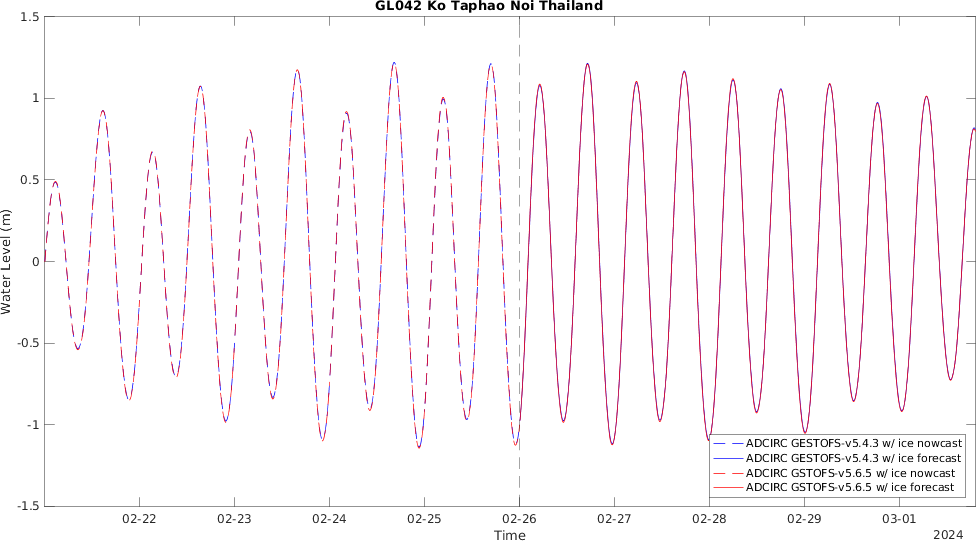 GL042 Ko Taphao Noi Thailand
1.5
1
0.5
0
-0.5
-1
-1.5
Water Level (m)
02-22 02-23 02-24 02-25 02-26 02-27 02-28 02-29 03-01
Time
2024
ADCIRC GESTOFS-v5.4.3 w/ ice nowcast
ADCIRC GESTOFS-v5.4.3 w/ ice forecast
ADCIRC GSTOFS-v5.6.5 w/ ice nowcast
ADCIRC GSTOFS-v5.6.5 w/ ice forecast